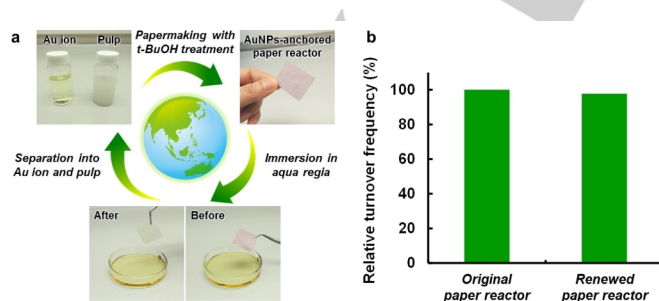 a
Au ion
Pulp
Papermaking with
t-BuOH treatment
AuNPs-anchored
paper reactor
Immersion in
aqua regia
Before
After
Separation into
Au ion and pulp
b
Relative turnover frequency (%)
100
80
60
40
20
0
Original
paper reactor
Renewed
paper reactor